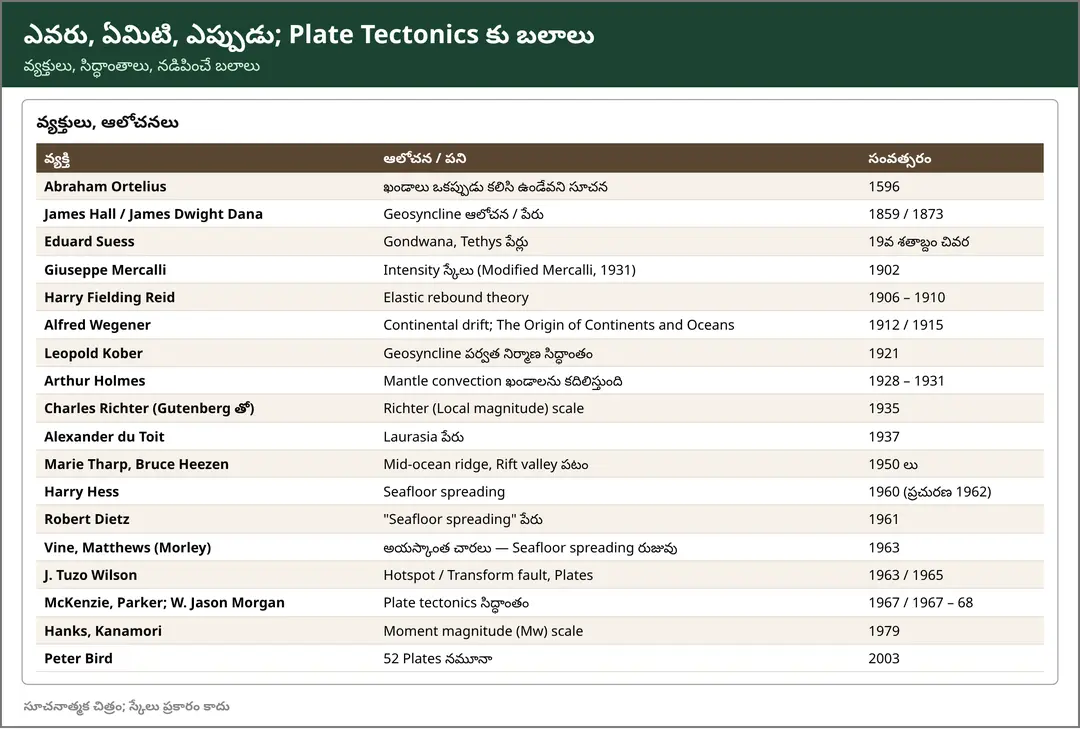 ఎవరు, ఏమిటి, ఎప్పుడు; Plate Tectonics కు బలాలు
వ్యక్తులు, సిద్ధాంతాలు, నడిపించే బలాలు
వ్యక్తులు, ఆలోచనలు
వ్యక్తి ఆలోచన / పని సంవత్సరం
Abraham Ortelius ఖండాలు ఒకప్పుడు కలిసి ఉండేవని సూచన 1596
James Hall / James Dwight Dana Geosyncline ఆలోచన / పేరు 1859 / 1873
Eduard Suess Gondwana, Tethys పేర్లు 19వ శతాబ్దం చివర
Giuseppe Mercalli Intensity స్కేలు (Modified Mercalli, 1931) 1902
Harry Fielding Reid Elastic rebound theory 1906 – 1910
Alfred Wegener Continental drift; The Origin of Continents and Oceans 1912 / 1915
Leopold Kober Geosyncline పర్వత నిర్మాణ సిద్ధాంతం 1921
Arthur Holmes Mantle convection ఖండాలను కదిలిస్తుంది 1928 – 1931
Charles Richter (Gutenberg తో) Richter (Local magnitude) scale 1935
Alexander du Toit Laurasia పేరు 1937
Marie Tharp, Bruce Heezen Mid-ocean ridge, Rift valley పటం 1950 లు
Harry Hess Seafloor spreading 1960 (ప్రచురణ 1962)
Robert Dietz "Seafloor spreading" పేరు 1961
Vine, Matthews (Morley) అయస్కాంత చారలు — Seafloor spreading రుజువు 1963
J. Tuzo Wilson Hotspot / Transform fault, Plates 1963 / 1965
McKenzie, Parker; W. Jason Morgan Plate tectonics సిద్ధాంతం 1967 / 1967 – 68
Hanks, Kanamori Moment magnitude (Mw) scale 1979
Peter Bird 52 Plates నమూనా 2003
సూచనాత్మక చిత్రం; స్కేలు ప్రకారం కాదు